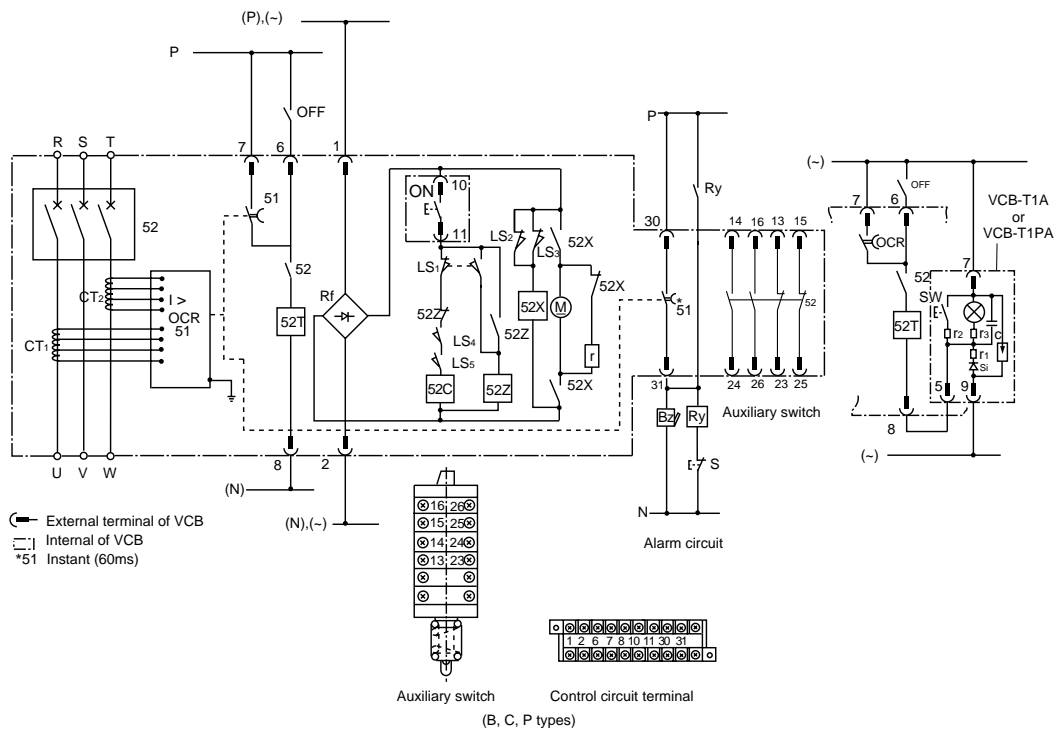 (P),(~)
P
OFF
R S T
7 6 1
51
52
52
CT2
CT1
I >
OCR
51
52T
Rf
ON
10
11
LS1
52Z
LS4
LS5
52C
52Z
52Z
LS2
LS3
52X
52X
M
52X
r
52X
U V W
8
2
(N)
(N),(~)
P
30
Ry
*51
31
Bz
Ry
S
N
Alarm circuit
14 16 13 15
52
24 26 23 25
Auxiliary switch
(~)
7 6
OFF
OCR
52
52T
8
(~)
VCB-T1A
or
VCB-T1PA
7
SW
r2
r3
c
r1
Si
5 9
External terminal of VCB
Internal of VCB
*51 Instant (60ms)
16 26
15 25
14 24
13 23
Auxiliary switch
1 2 6 7 8 10 11 30 31
Control circuit terminal
(B, C, P types)